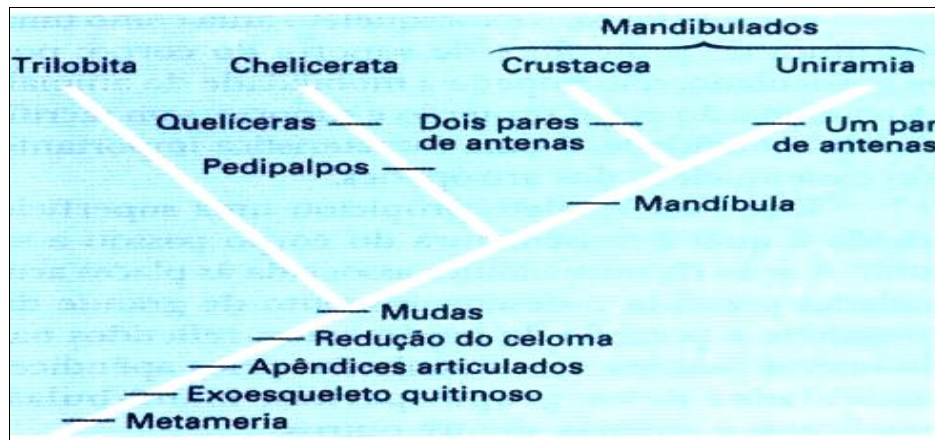 Mandibulados
Trilobita Chelicerata Crustacea Uniramia
Quelíceras Dois pares de antenas Um par de antenas
Pedipalpos
Mandíbula
Mudas
Redução do celoma
Apêndices articulados
Exoesqueleto quitinoso
Metameria